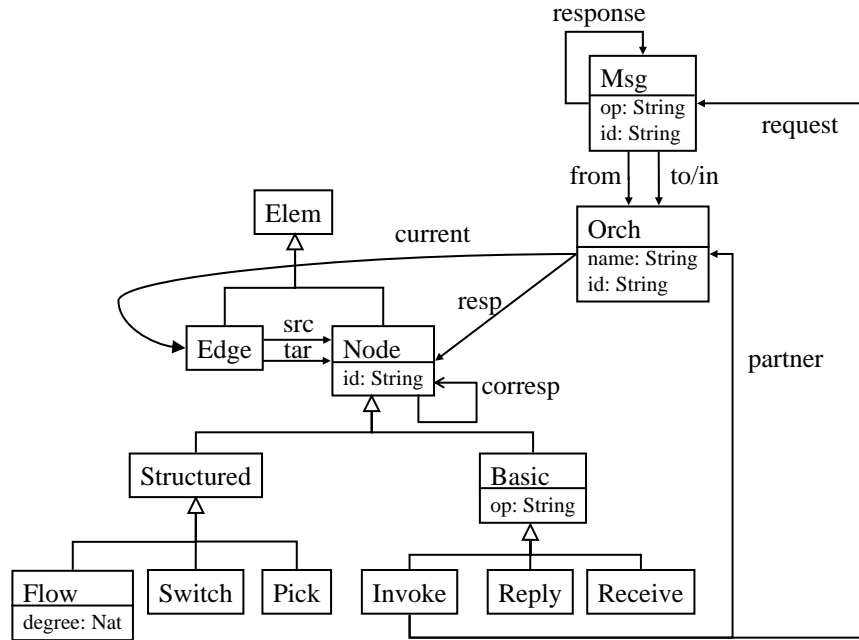 response
Msg
op: String
id: String
request
from
to/in
Elem
current
Orch
name: String
id: String
resp
src
Edge
tar
Node
id: String
corresp
partner
Structured
Basic
op: String
Flow
degree: Nat
Switch
Pick
Invoke
Reply
Receive